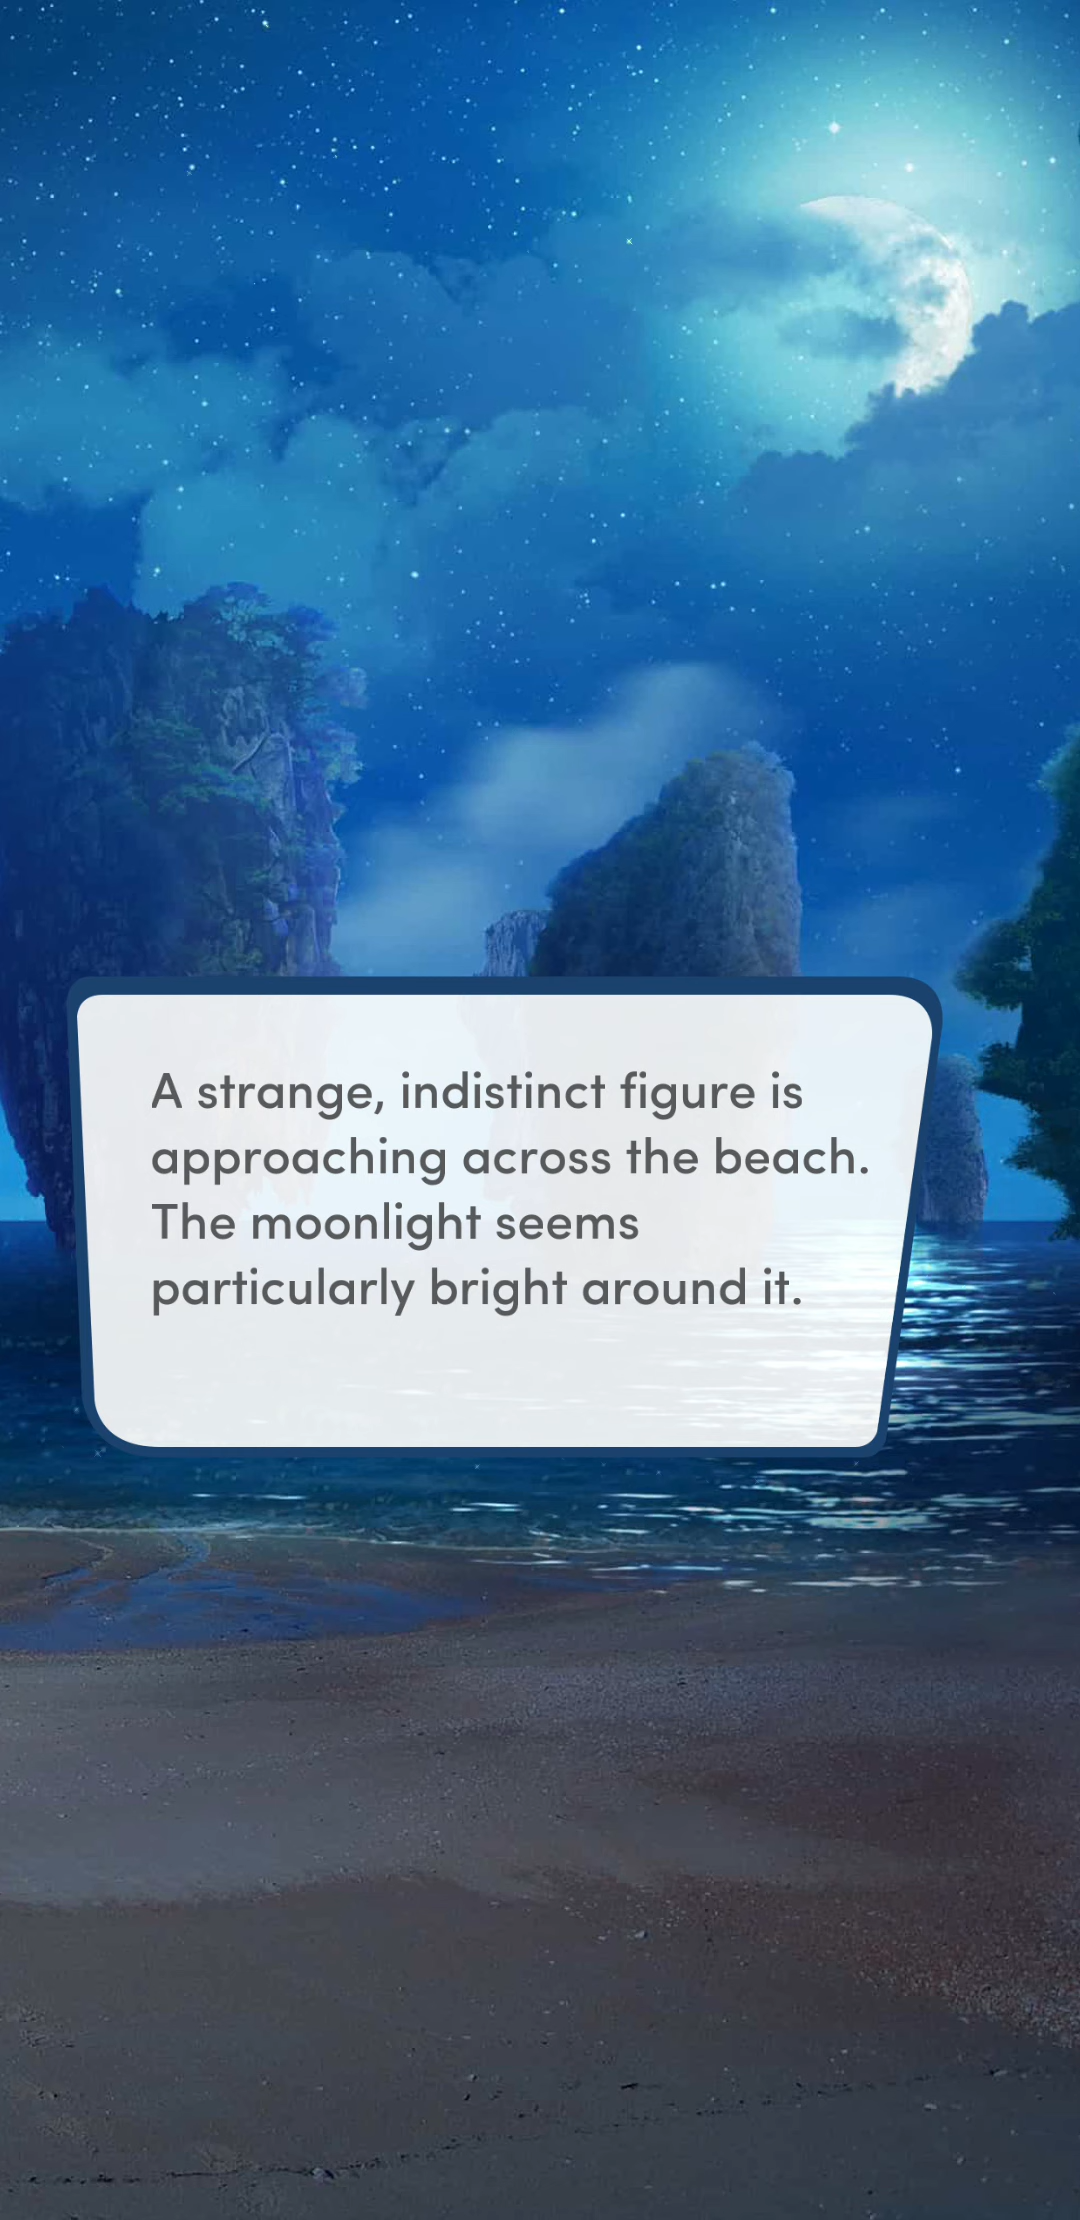 A strange, indistinct figure is
approaching across the beach.
The moonlight seems
particularly bright around it.